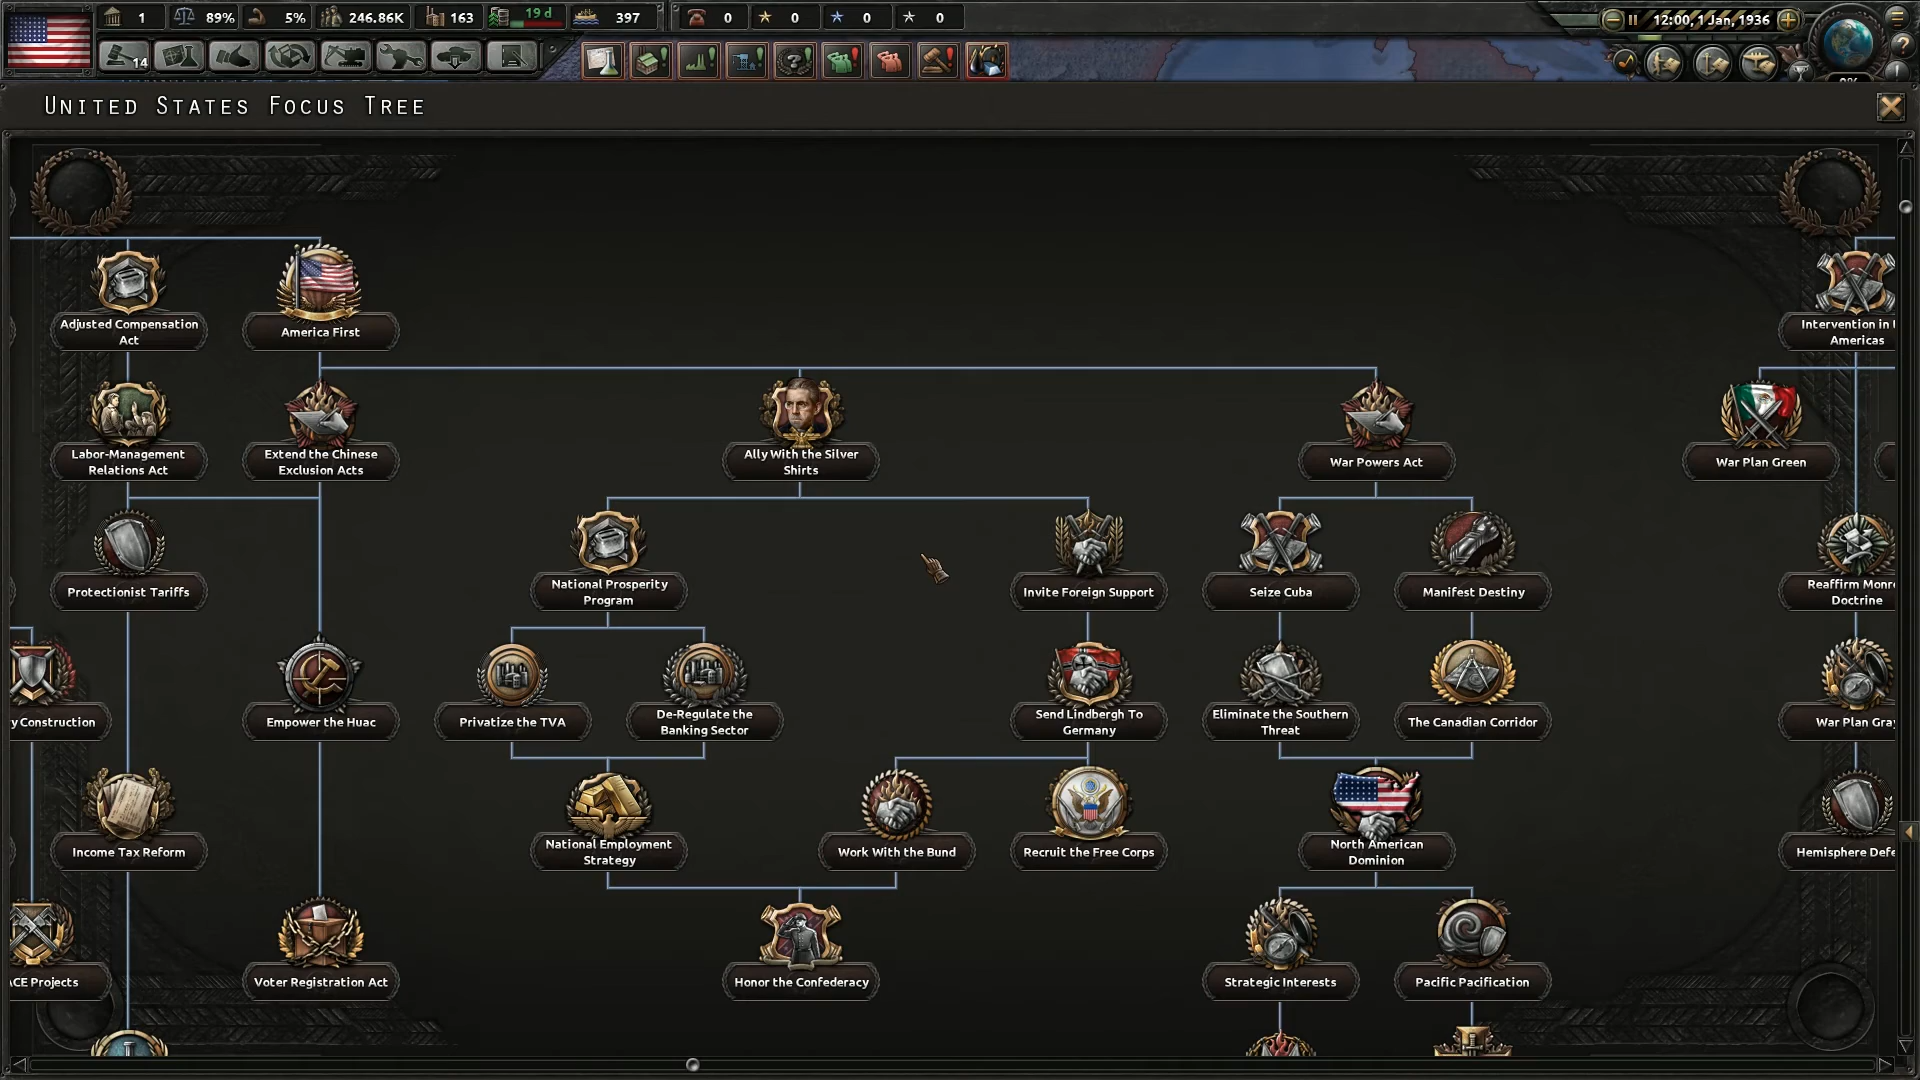 1
89%
5%
246.86K
163
19 d
397
0
0
0
0
12:00, 1 Jan, 1936
14
UNITED STATES FOCUS TREE
Adjusted Compensation
Act
America First
Intervention in
Americas
Labor-Management
Relations Act
Extend the Chinese
Exclusion Acts
Ally With the Silver
Shirts
War Powers Act
War Plan Green
Protectionist Tariffs
National Prosperity
Program
Invite Foreign Support
Seize Cuba
Manifest Destiny
Reaffirm Monr
Doctrine
y Construction
Empower the Huac
Privatize the TVA
De-Regulate the
Banking Sector
Send Lindbergh To
Germany
Eliminate the Southern
Threat
The Canadian Corridor
War Plan Gray
Income Tax Reform
National Employment
Strategy
Work With the Bund
Recruit the Free Corps
North American
Dominion
Hemisphere Defe
CE Projects
Voter Registration Act
Honor the Confederacy
Strategic Interests
Pacific Pacification